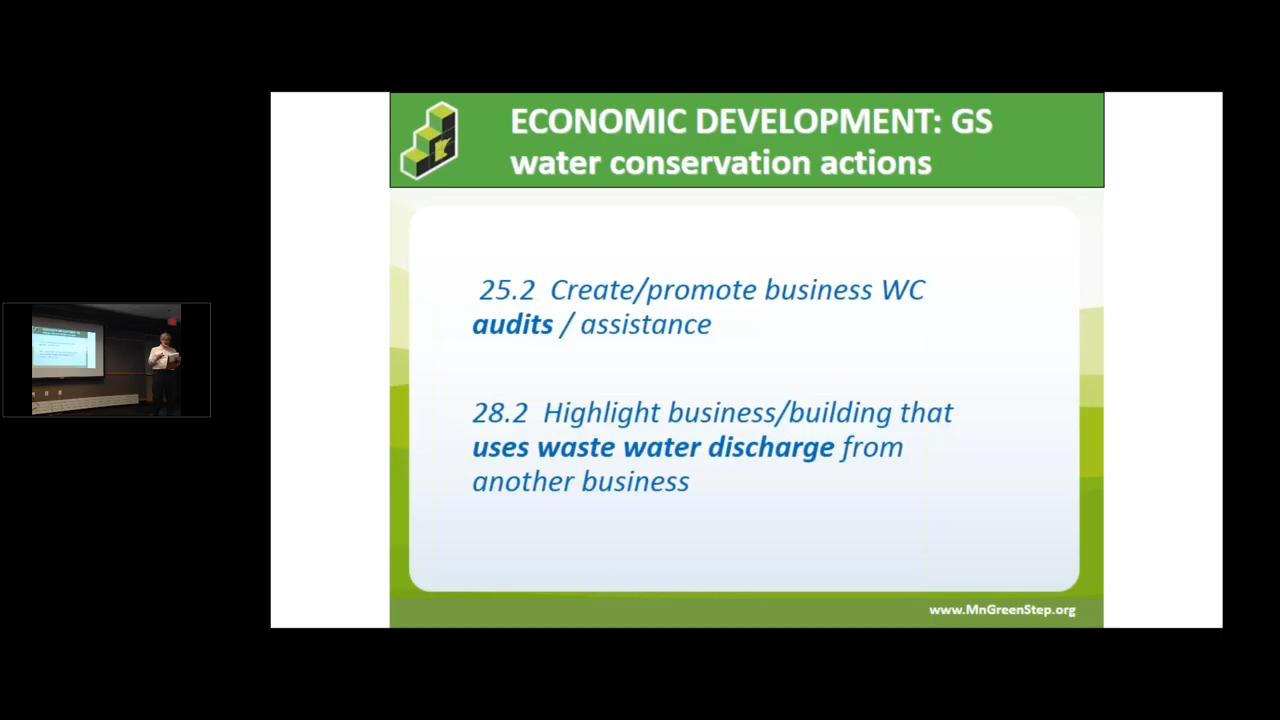 ECONOMIC DEVELOPMENT: GS
water conservation actions
25.2 Create/promote business WC
audits / assistance
28.2 Highlight business/building that
uses waste water discharge from
another business
www.MnGreenStep.org